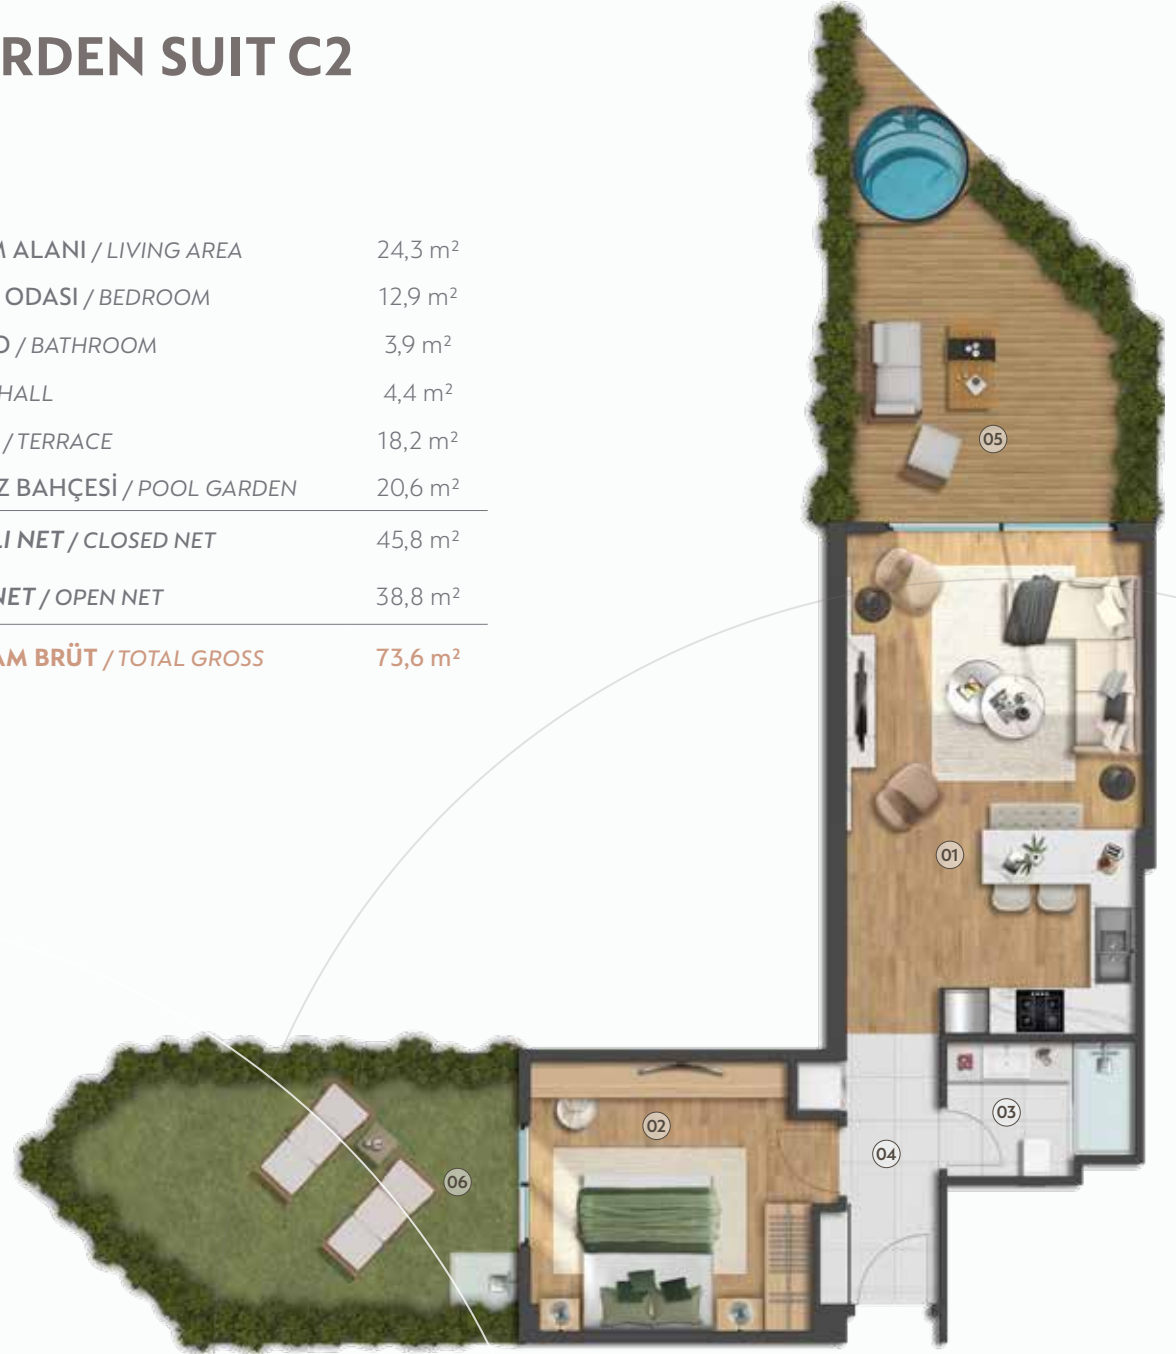 RDEN SUIT C2
M ALANI / LIVING AREA 24,3 m²
ODASI / BEDROOM 12,9 m²
O / BATHROOM 3,9 m²
HALL 4,4 m²
/ TERRACE 18,2 m²
Z BAHÇESİ / POOL GARDEN 20,6 m²
LI NET / CLOSED NET 45,8 m²
NET / OPEN NET 38,8 m²
AM BRÜT / TOTAL GROSS 73,6 m²
05
01
03
02
04
06